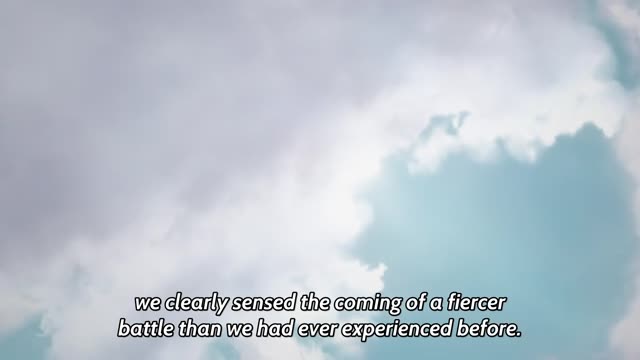 we clearly sensed the coming of a fiercer
battle than we had ever experienced before.